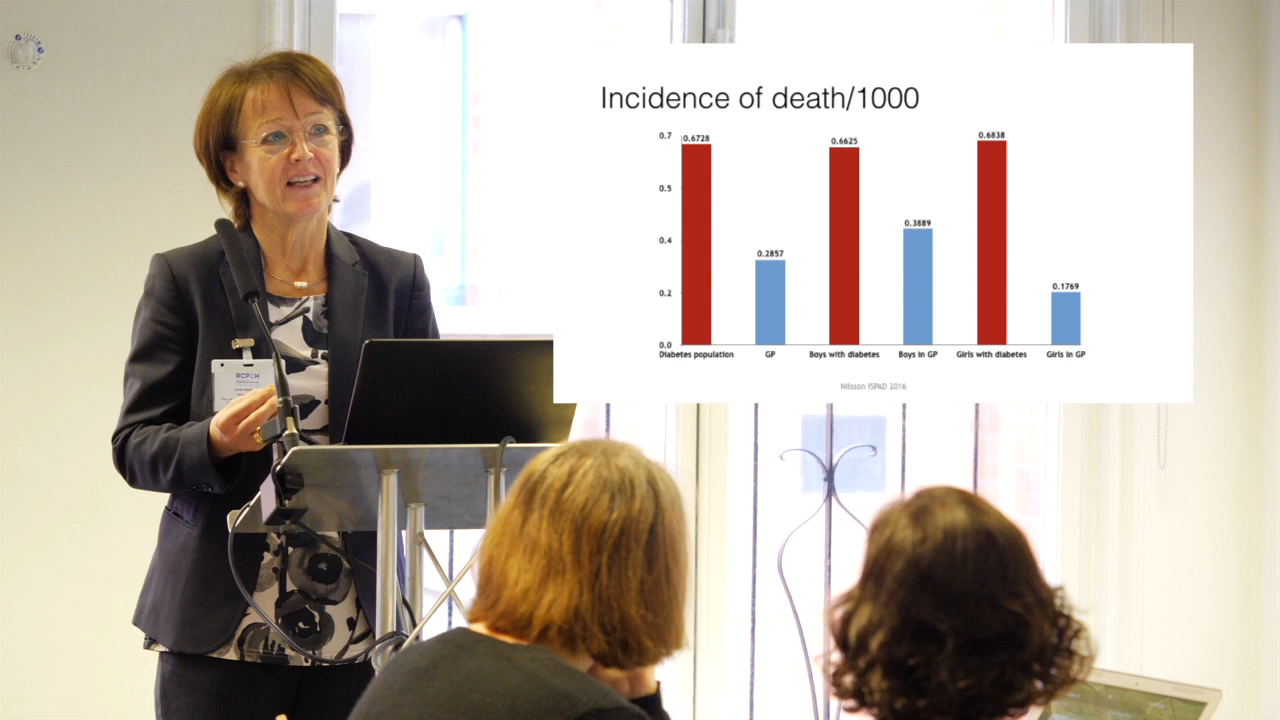 Incidence of death/1000
0.7
0.5
0.4
0.2
0.0
0.6728
0.2857
0.6625
0.3889
0.6838
0.1769
Diabetes population GP Boys with diabetes Boys in GP Girls with diabetes Girls in GP
Nilsson ISPAD 2016
RCPCH